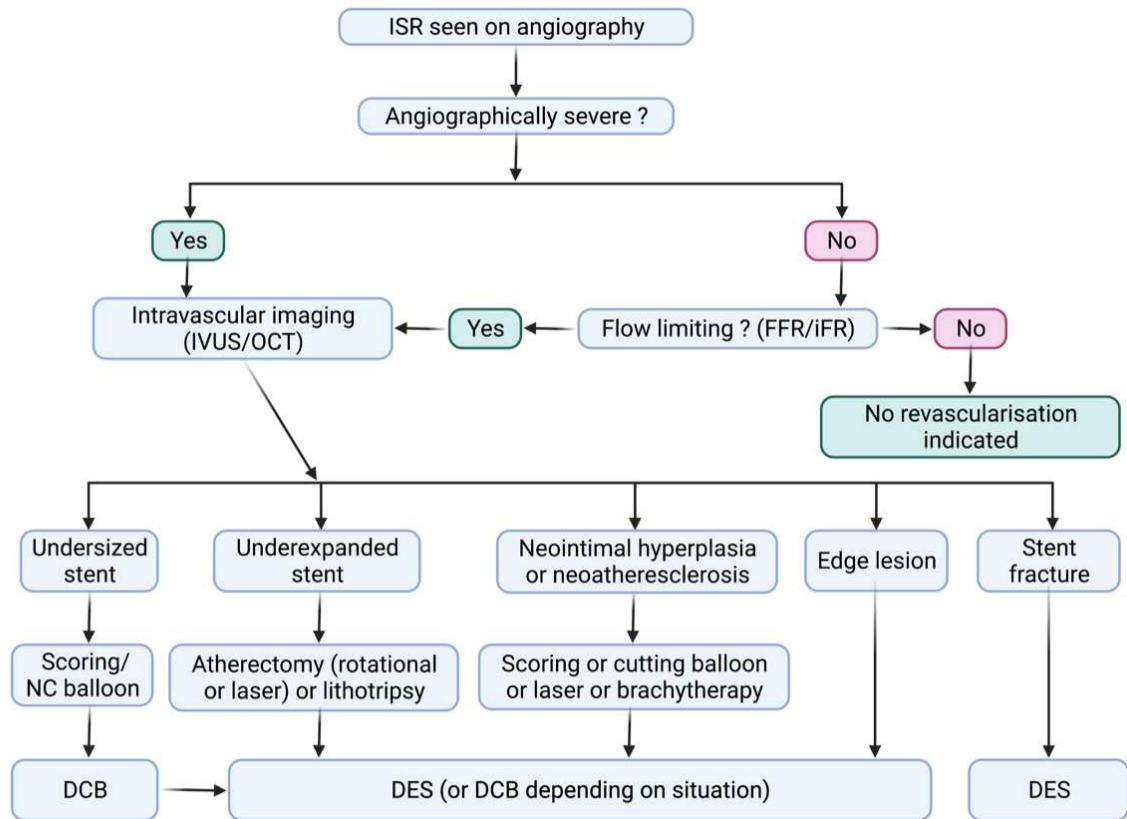 ISR seen on angiography
Angiographically severe ?
Yes
No
Intravascular imaging
(IVUS/OCT)
Yes
Flow limiting ? (FFR/iFR)
No
No revascularisation
indicated
Undersized
stent
Underexpanded
stent
Neointimal hyperplasia
or neoatheresclerosis
Edge lesion
Stent
fracture
Scoring/
NC balloon
Atherectomy (rotational
or laser) or lithotripsy
Scoring or cutting balloon
or laser or brachytherapy
DCB
DES (or DCB depending on situation)
DES